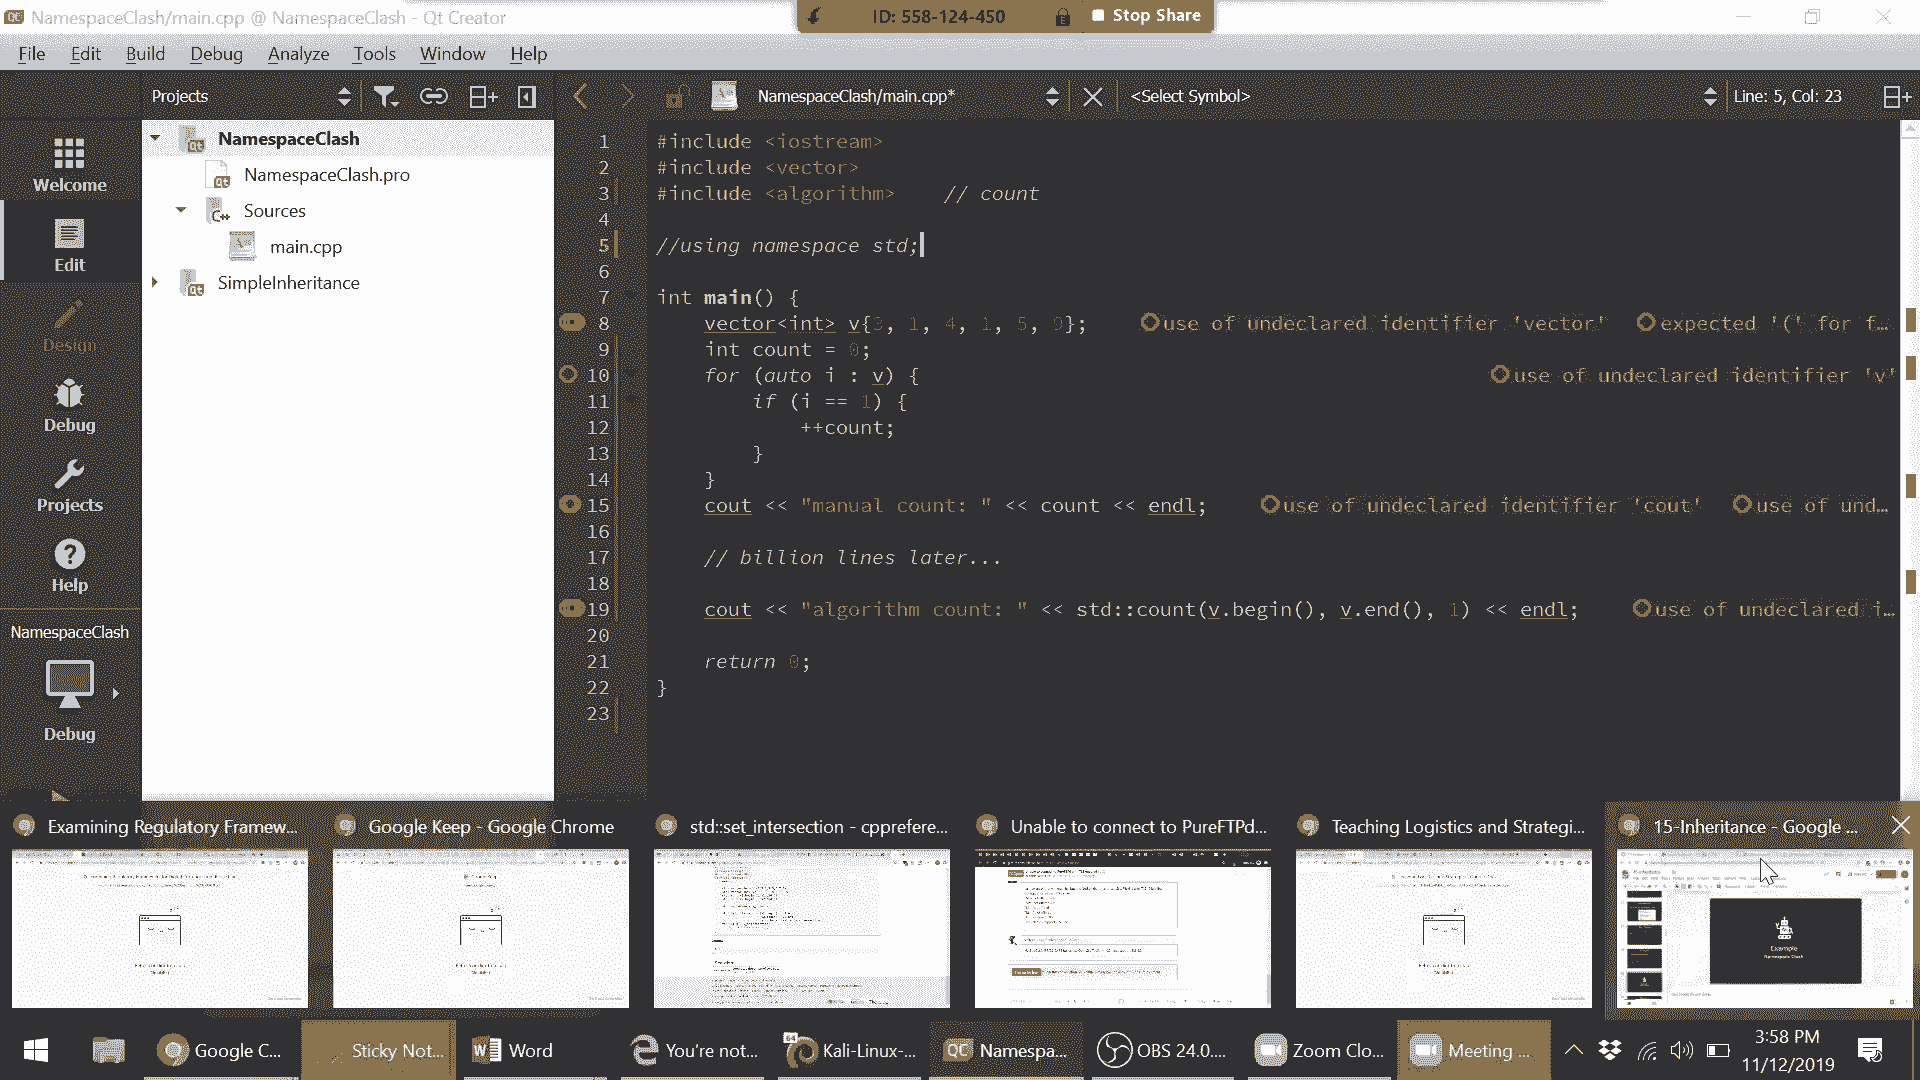 NamespaceClash/main.cpp @ NamespaceClash - Qt Creator
ID: 558-124-450
Stop Share
File Edit Build Debug Analyze Tools Window Help
Projects
NamespaceClash/main.cpp*
<Select Symbol>
Line: 5, Col: 23
Welcome
Edit
Design
Debug
Projects
Help
NamespaceClash
Debug
NamespaceClash
NamespaceClash.pro
Sources
main.cpp
SimpleInheritance
1 #include <iostream>
2 #include <vector>
3 #include <algorithm> // count
4
5 //using namespace std;
6
7 int main() {
8 vector<int> v{3, 1, 4, 1, 5, 9}; use of undeclared identifier 'vector' expected '(' for f…
9 int count = 0;
10 for (auto i : v) { use of undeclared identifier 'v'
11 if (i == 1) {
12 ++count;
13 }
14 }
15 cout << "manual count: " << count << endl; use of undeclared identifier 'cout' use of und…
16
17 // billion lines later...
18
19 cout << "algorithm count: " << std::count(v.begin(), v.end(), 1) << endl; use of undeclared i…
20
21 return 0;
22 }
23
Examining Regulatory Framew...
Google Keep - Google Chrome
std::set_intersection - cpprefere...
Unable to connect to PureFTPd...
Teaching Logistics and Strategi...
15-Inheritance - Google ...
Example
Namespace Clash
Google C...
Sticky Not...
Word
You're not...
Kali-Linux-...
Namespa...
OBS 24.0....
Zoom Clo...
Meeting ...
3:58 PM
11/12/2019